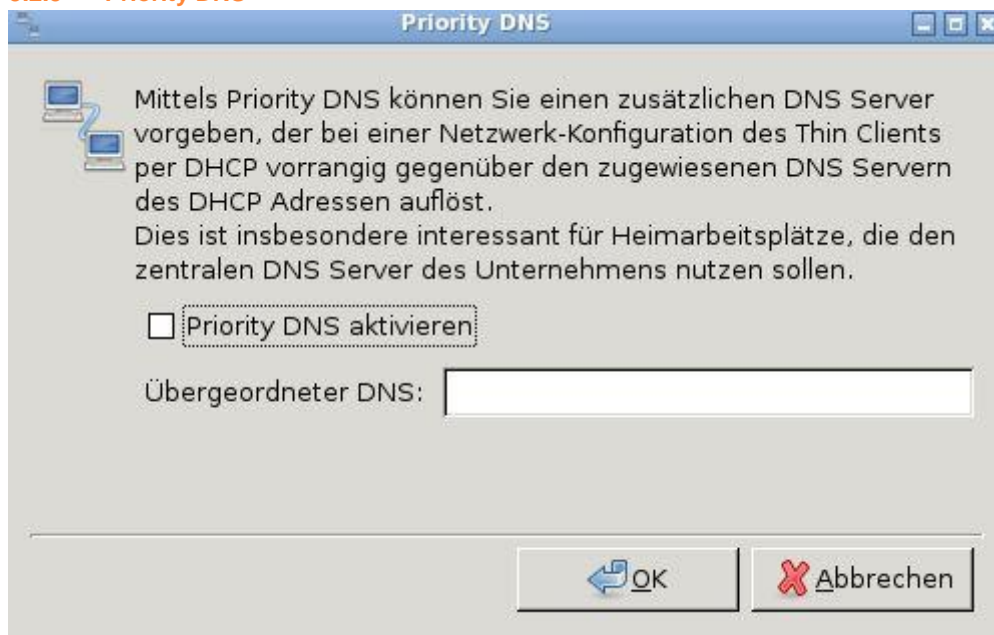 Priority DNS
Priority DNS
Mittels Priority DNS können Sie einen zusätzlichen DNS Server
vorgeben, der bei einer Netzwerk-Konfiguration des Thin Clients
per DHCP vorrangig gegenüber den zugewiesenen DNS Servern
des DHCP Adressen auflöst.
Dies ist insbesondere interessant für Heimarbeitsplätze, die den
zentralen DNS Server des Unternehmens nutzen sollen.
Priority DNS aktivieren
Übergeordneter DNS:
OK
Abbrechen